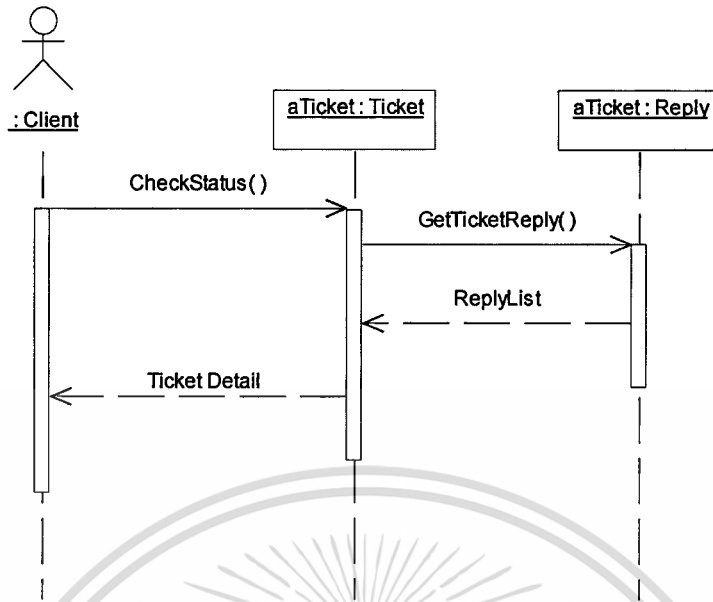 : Client
aTicket : Ticket
aTicket : Reply
CheckStatus( )
GetTicketReply( )
ReplyList
Ticket Detail